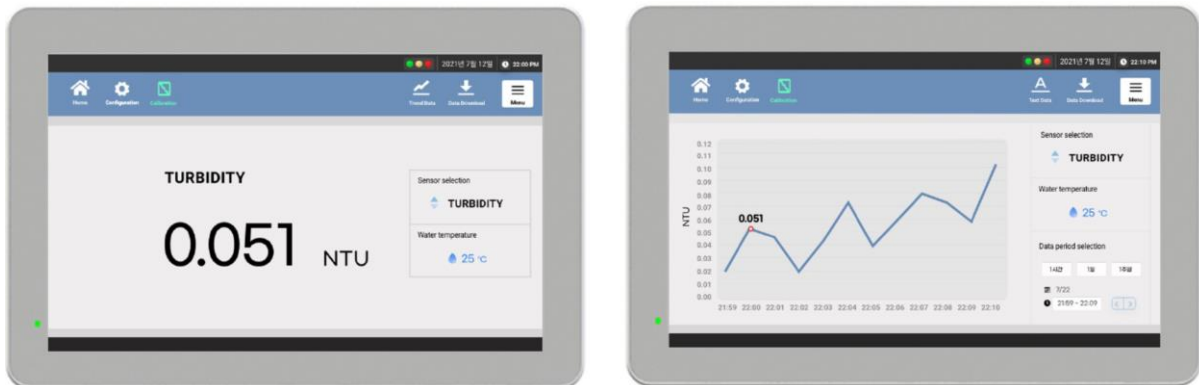 2021년 7월 12일 22:00 PM
Home Configuration Calibration Trend Data Data Download Menu
TURBIDITY
0.051 NTU
Sensor selection
TURBIDITY
Water temperature
25 ℃
2021년 7월 12일 22:10 PM
Home Configuration Calibration Text Data Data Download Menu
0.12
0.11
0.10
0.09
0.08
0.07
0.06
0.05
0.04
0.03
0.02
0.01
0.00
NTU
0.051
21:59 22:00 22:01 22:02 22:03 22:04 22:05 22:06 22:07 22:08 22:09 22:10
Sensor selection
TURBIDITY
Water temperature
25 ℃
Data period selection
1시간 1일
7/22
21:59 - 22:09